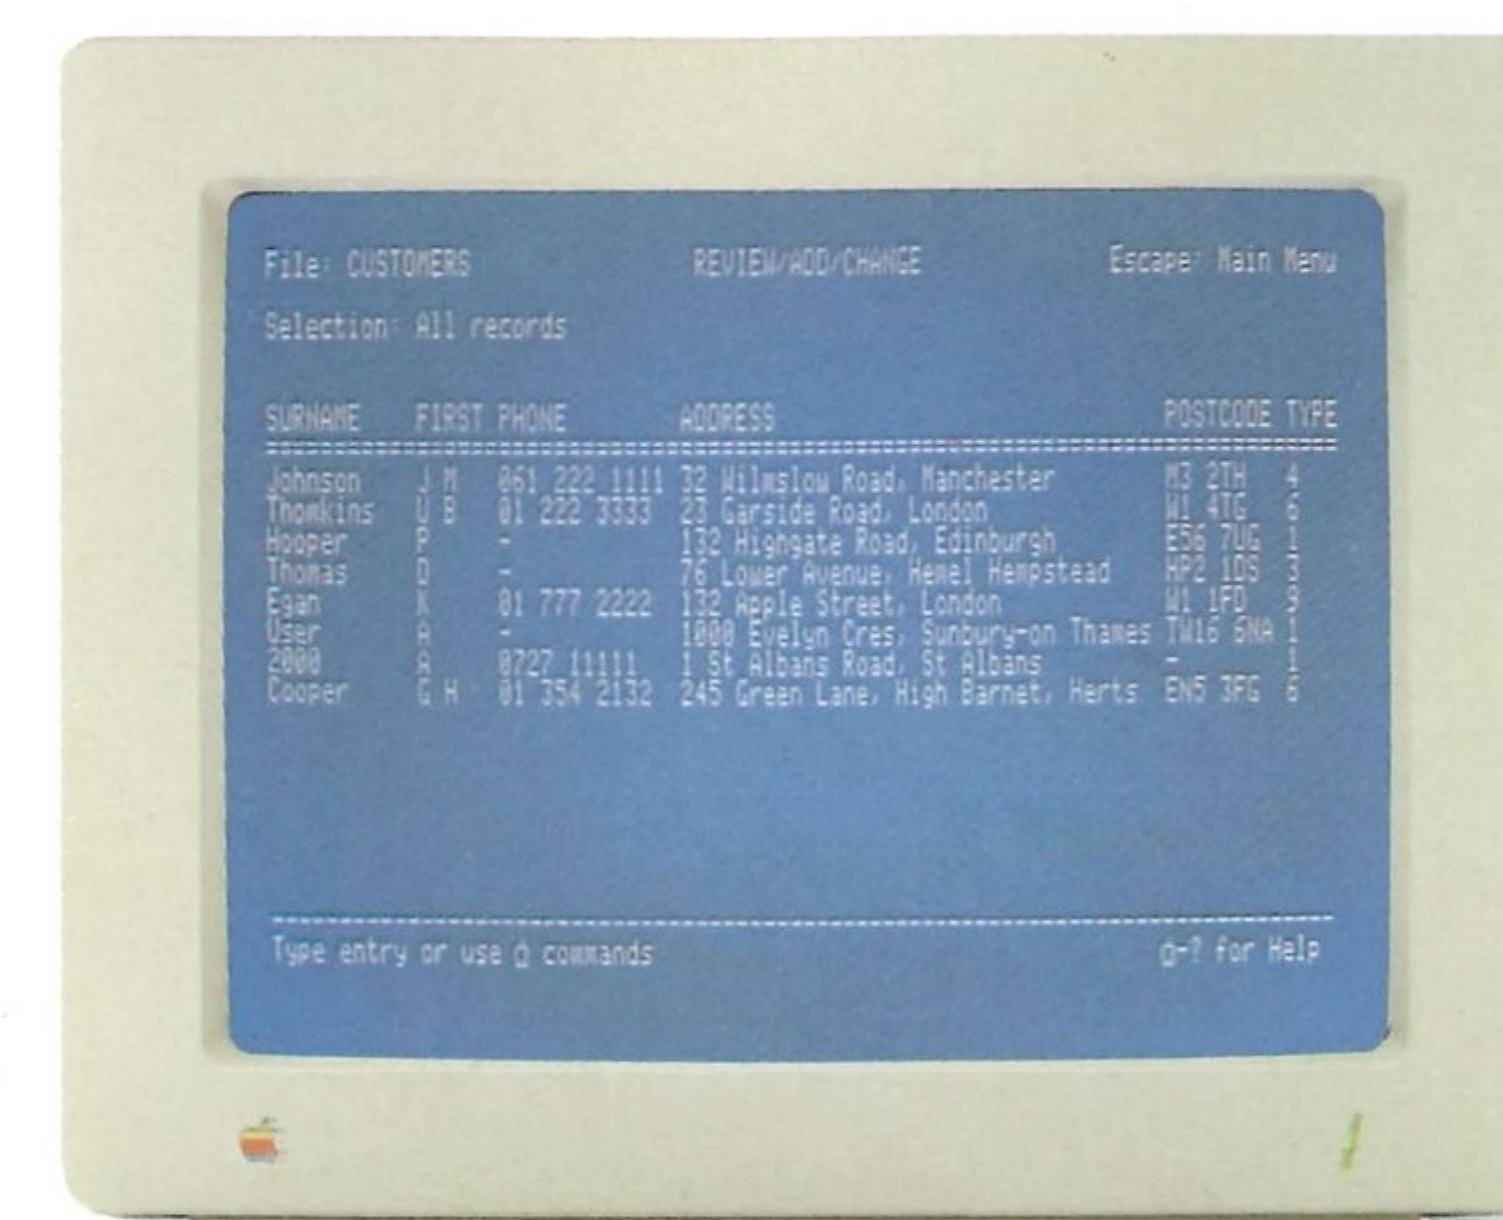 File: CUSTOMERS REVIEW/ADD/CHANGE Escape: Main Menu
Selection: All records
SURNAME FIRST PHONE ADDRESS POSTCODE TYPE
Johnson J M 061 222 1111 32 Wilmslow Road, Manchester M3 2TH 4
Thomkins U B 01 222 3333 23 Garside Road, London W1 4TG 6
Hooper P - 132 Highgate Road, Edinburgh E56 7UG 1
Thomas D - 76 Lower Avenue, Hemel Hempstead HP2 1DS 3
Egan K 01 777 2222 132 Apple Street, London W1 1FD 9
User A - 1000 Evelyn Cres, Sunbury-on Thames TW16 6NA 1
2000 A 0727 11111 1 St Albans Road, St Albans - 1
Cooper G H 01 354 2132 245 Green Lane, High Barnet, Herts EN5 3FG 6
Type entry or use commands -? for Help